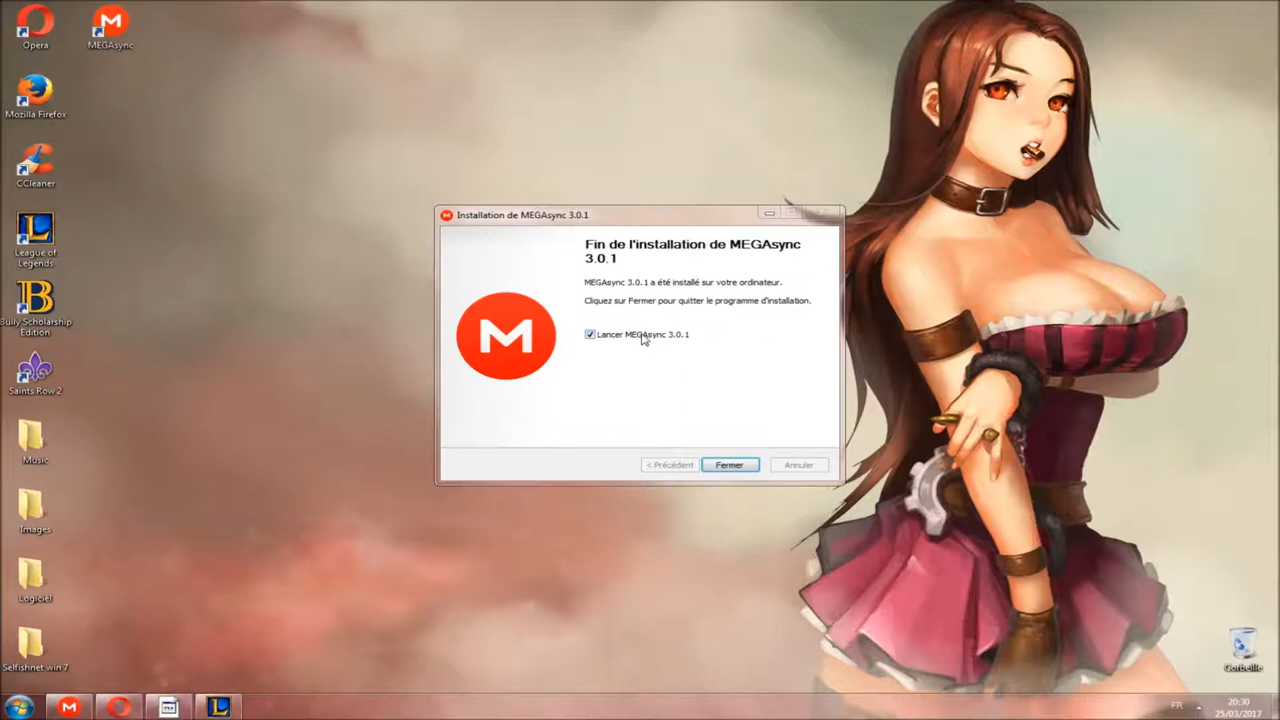 Opera
MEGAsync
Mozilla Firefox
CCleaner
League of
Legends
Bully Scholarship
Edition
Saints Row 2
Music
Images
Logiciel
Selfishnet win 7
Installation de MEGAsync 3.0.1
Fin de l'installation de MEGAsync
3.0.1
MEGAsync 3.0.1 a été installé sur votre ordinateur.
Cliquez sur Fermer pour quitter le programme d'installation.
Lancer MEGAsync 3.0.1
< Précédent
Fermer
Annuler
Corbeille
FR
20:30
25/03/2017